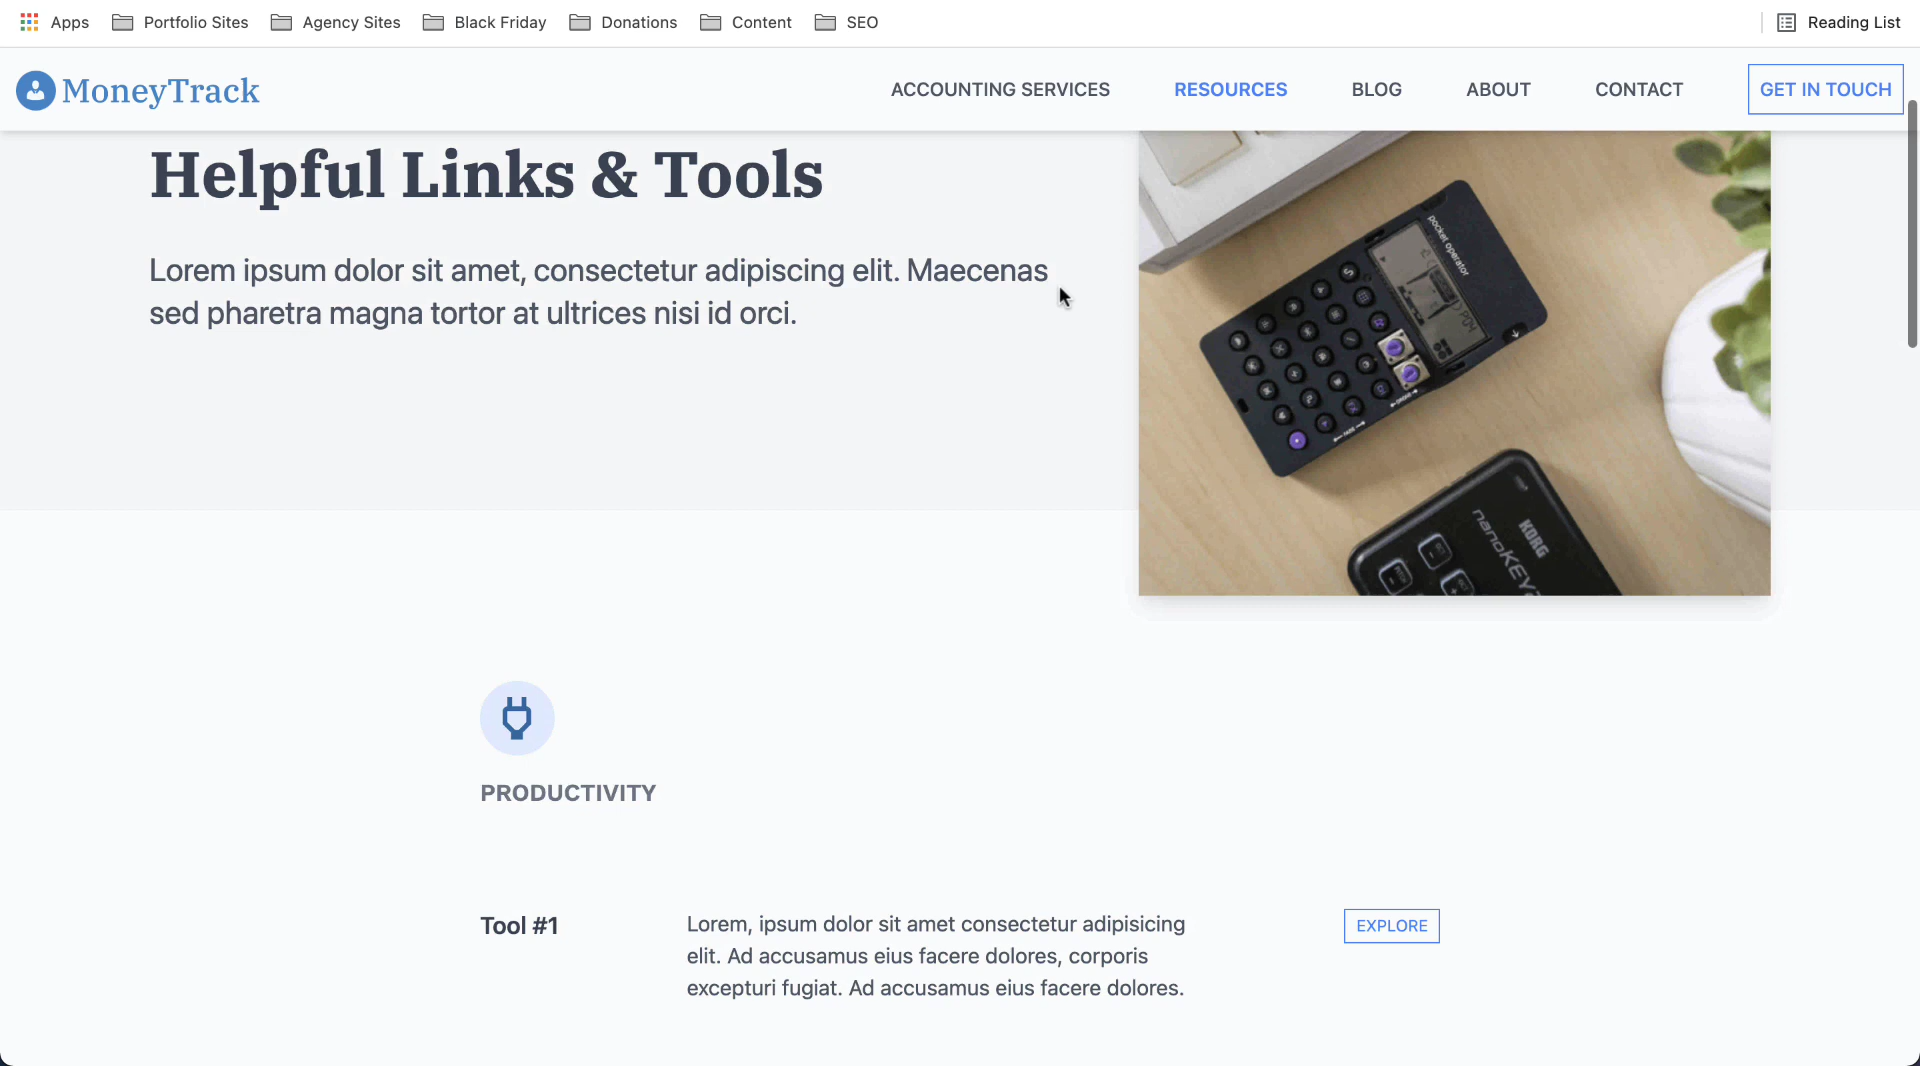 Apps Portfolio Sites Agency Sites Black Friday Donations Content SEO Reading List
MoneyTrack ACCOUNTING SERVICES RESOURCES BLOG ABOUT CONTACT GET IN TOUCH
Helpful Links & Tools
Lorem ipsum dolor sit amet, consectetur adipiscing elit. Maecenas
sed pharetra magna tortor at ultrices nisi id orci.
pocket operator
KORG
PRODUCTIVITY
Tool #1
Lorem, ipsum dolor sit amet consectetur adipisicing
elit. Ad accusamus eius facere dolores, corporis
excepturi fugiat. Ad accusamus eius facere dolores.
EXPLORE